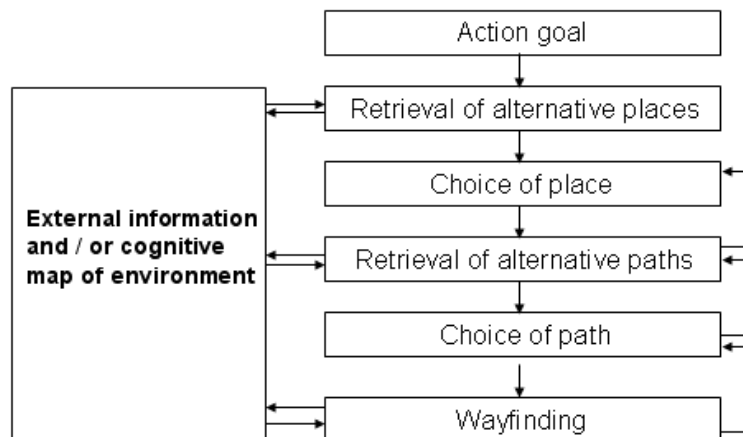 Action goal
Retrieval of alternative places
Choice of place
External information
and / or cognitive
map of environment
Retrieval of alternative paths
Choice of path
Wayfinding